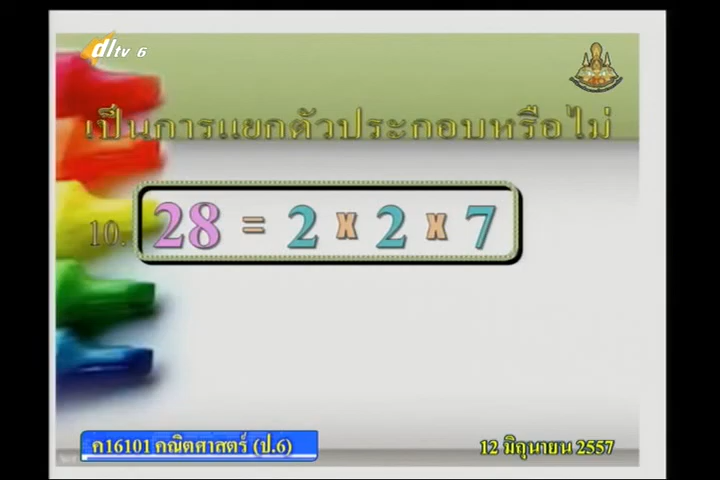 dltv 6
เป็นการแยกตัวประกอบหรือไม่
10. 28 = 2 x 2 x 7
ค16101 คณิตศาสตร์ (ป.6)
12 มิถุนายน 2557